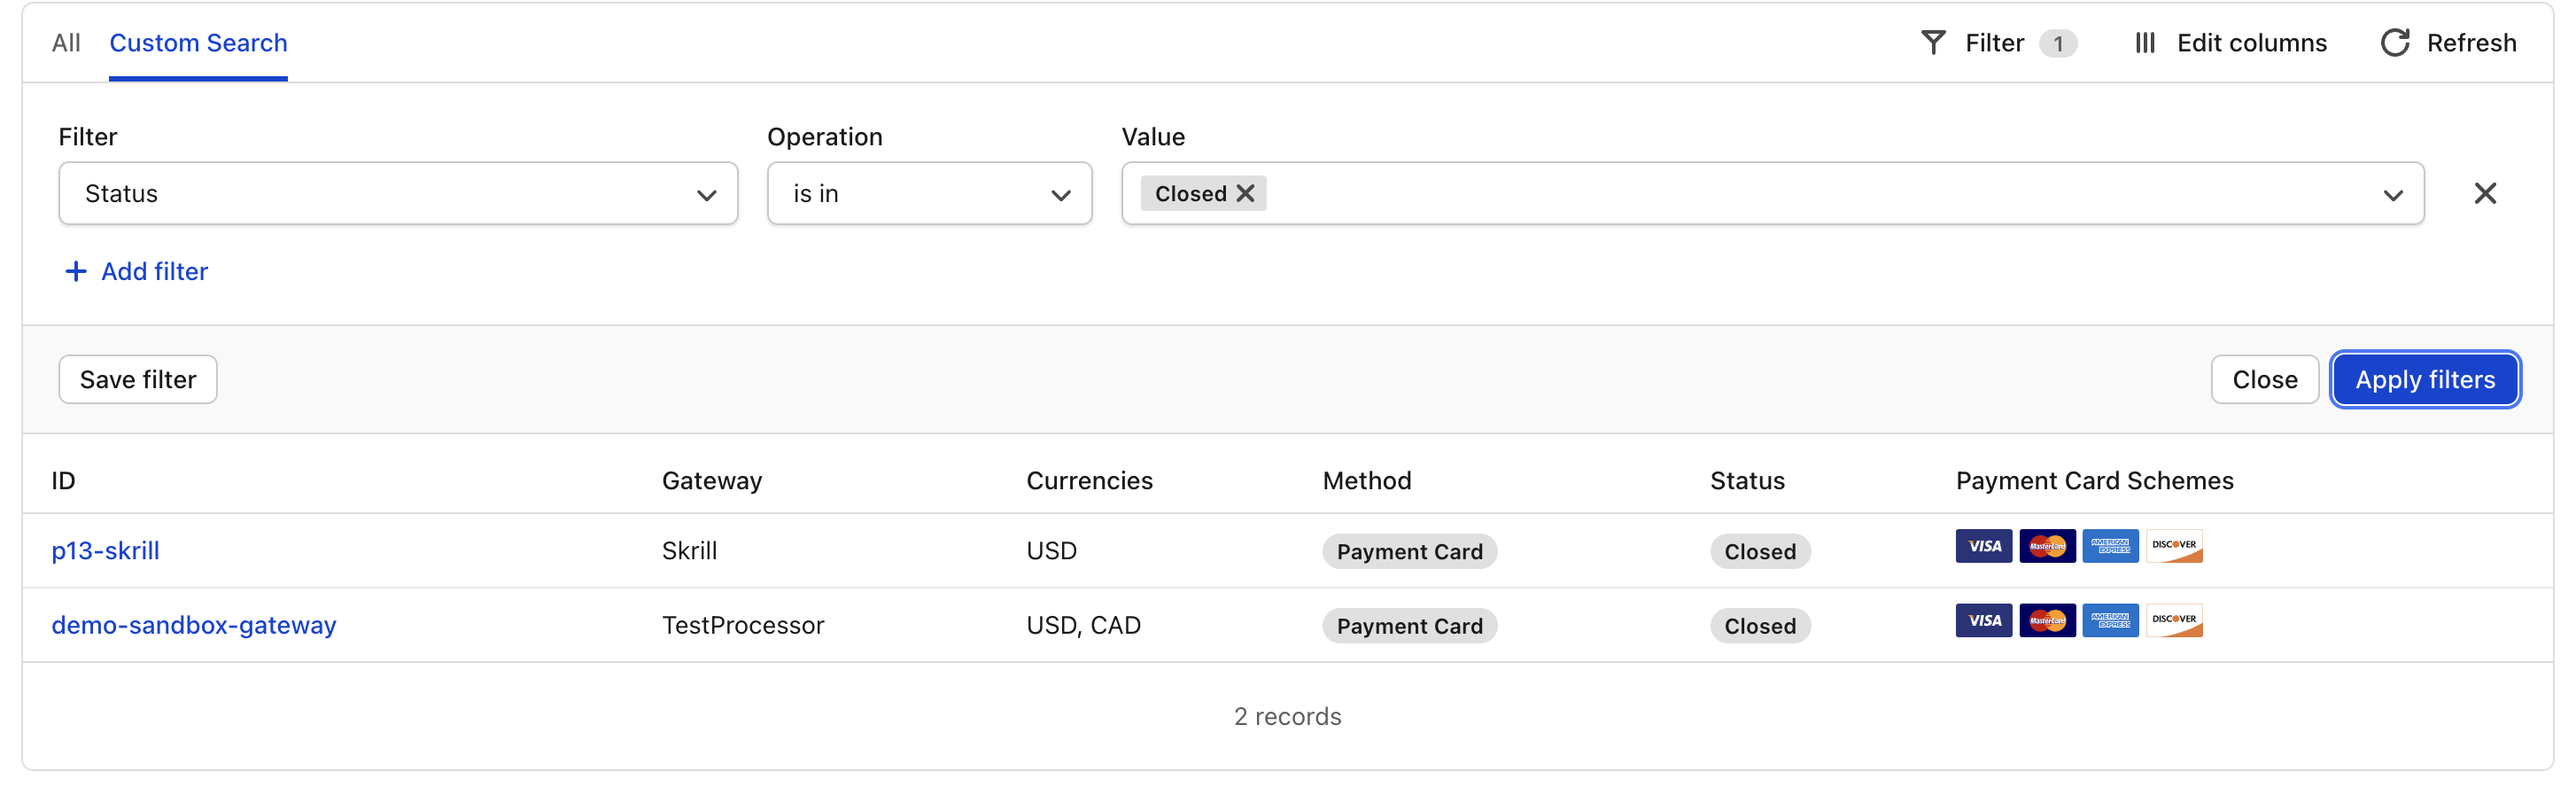 All Custom Search Filter 1 Edit columns Refresh
Filter Operation Value
Status is in Closed
Add filter
Save filter Close Apply filters
ID Gateway Currencies Method Status Payment Card Schemes
p13-skrill Skrill USD Payment Card Closed VISA MasterCard AMERICAN EXPRESS DISCOVER
demo-sandbox-gateway TestProcessor USD, CAD Payment Card Closed VISA MasterCard AMERICAN EXPRESS DISCOVER
2 records